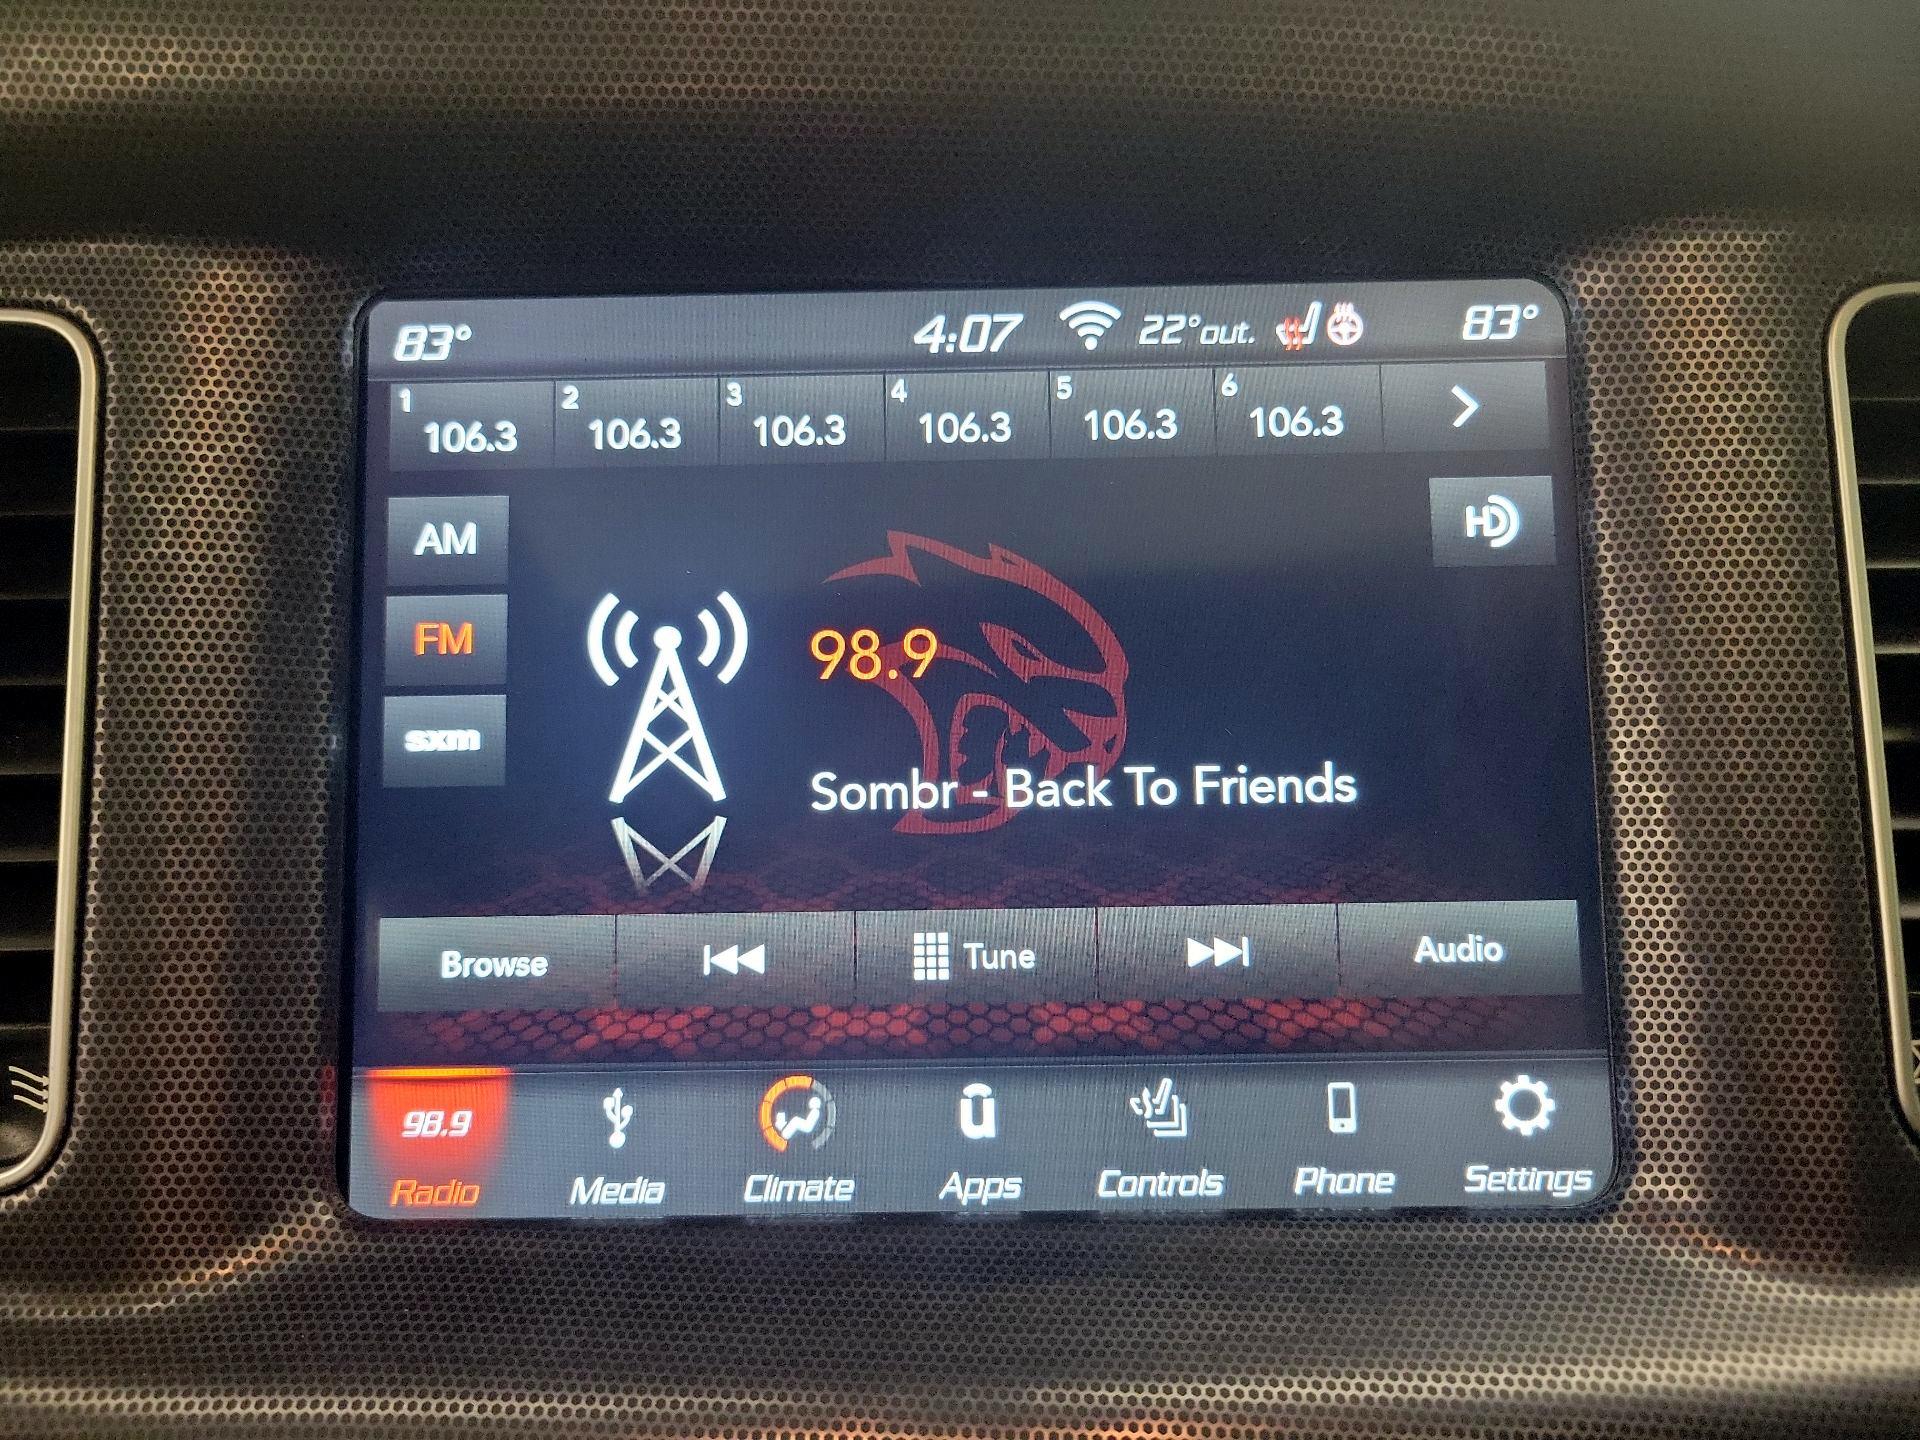 83° 4:07 22°out. 83°
1 2 3 4 5 6
106.3 106.3 106.3 106.3 106.3 106.3
HD
AM
FM
98.9
sxm
Sombr - Back To Friends
Browse Tune Audio
98.9 u
Radio Media Climate Apps Controls Phone Settings